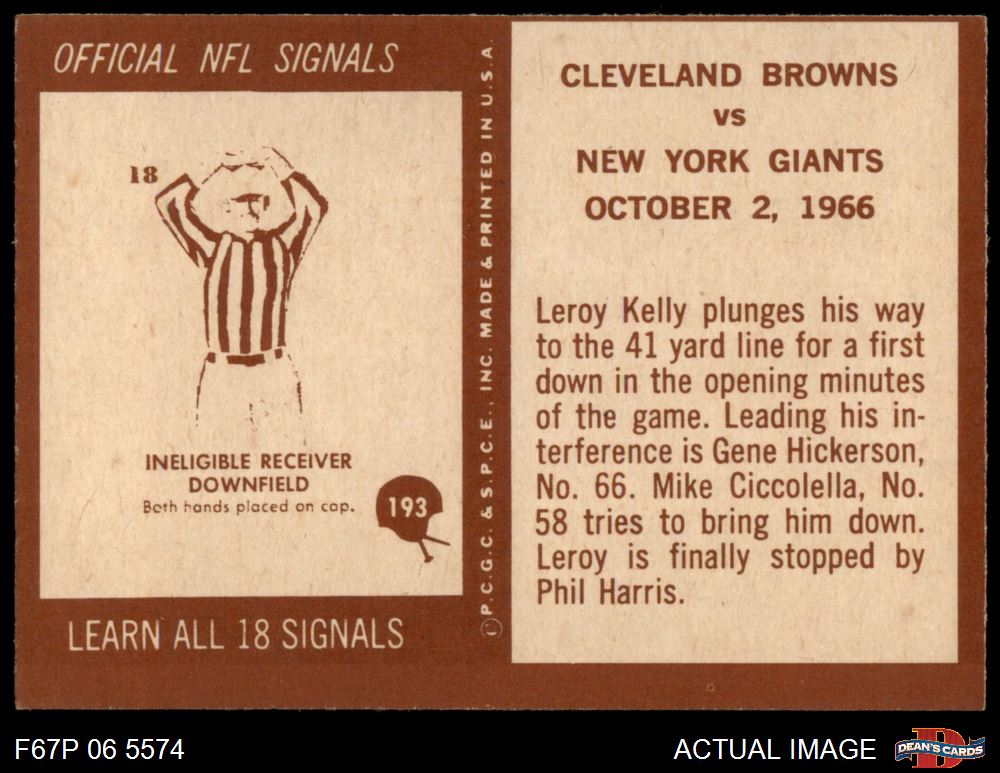 OFFICIAL NFL SIGNALS
18
INELIGIBLE RECEIVER
DOWNFIELD
Both hands placed on cap.
193
LEARN ALL 18 SIGNALS
©P.C.G.C. & S.P.C.E., INC. MADE & PRINTED IN U.S.A.
CLEVELAND BROWNS
vs
NEW YORK GIANTS
OCTOBER 2, 1966
Leroy Kelly plunges his way
to the 41 yard line for a first
down in the opening minutes
of the game. Leading his in-
terference is Gene Hickerson,
No. 66. Mike Ciccolella, No.
58 tries to bring him down.
Leroy is finally stopped by
Phil Harris.
F67P 06 5574
ACTUAL IMAGE
D
DEAN'S CARDS